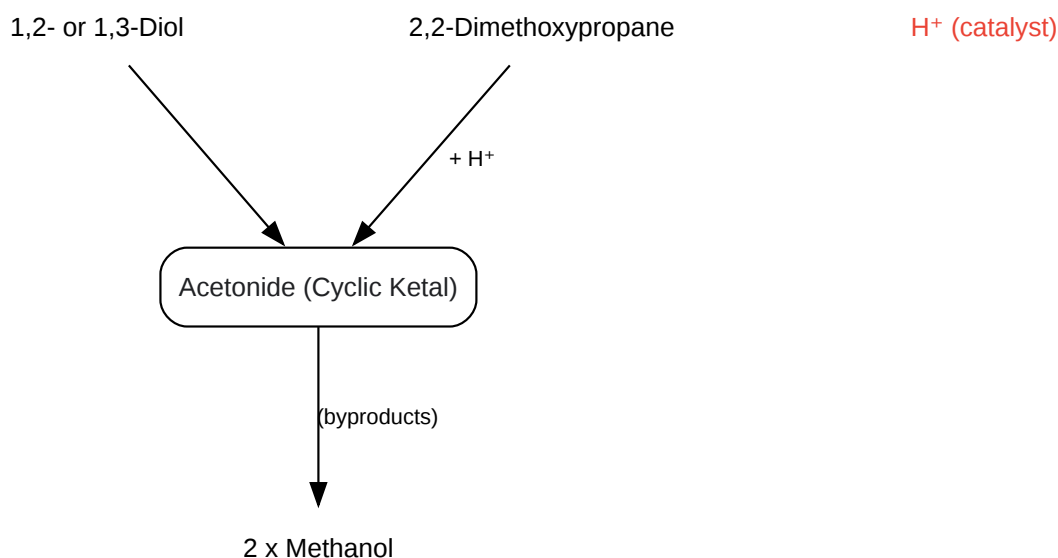 1,2- or 1,3-Diol
2,2-Dimethoxypropane
H⁺ (catalyst)
+ H⁺
Acetonide (Cyclic Ketal)
(byproducts)
2 x Methanol